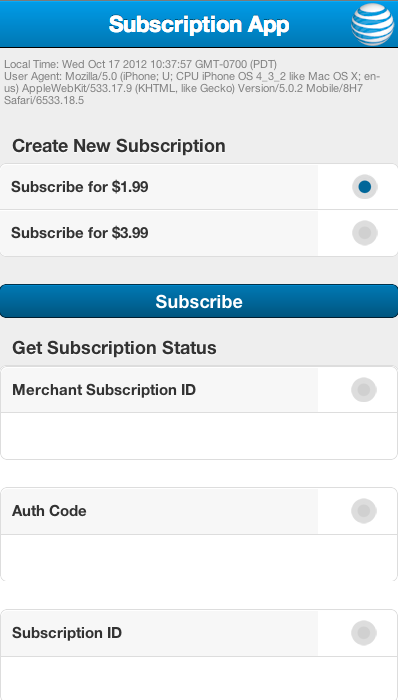 Subscription App
Local Time: Wed Oct 17 2012 10:37:57 GMT-0700 (PDT)
User Agent: Mozilla/5.0 (iPhone; U; CPU iPhone OS 4_3_2 like Mac OS X; en-
us) AppleWebKit/533.17.9 (KHTML, like Gecko) Version/5.0.2 Mobile/8H7
Safari/6533.18.5
Create New Subscription
Subscribe for $1.99
Subscribe for $3.99
Subscribe
Get Subscription Status
Merchant Subscription ID
Auth Code
Subscription ID